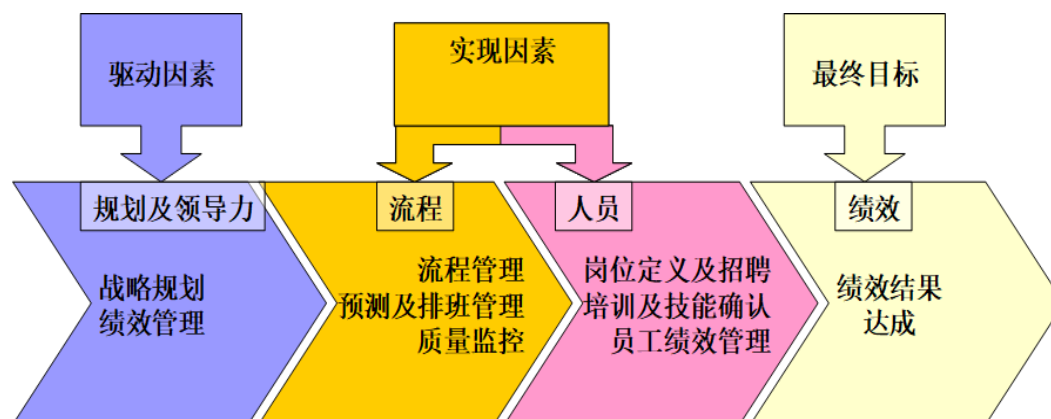 驱动因素
实现因素
最终目标
规划及领导力
流程
人员
绩效
战略规划
绩效管理
流程管理
预测及排班管理
质量监控
岗位定义及招聘
培训及技能确认
员工绩效管理
绩效结果
达成